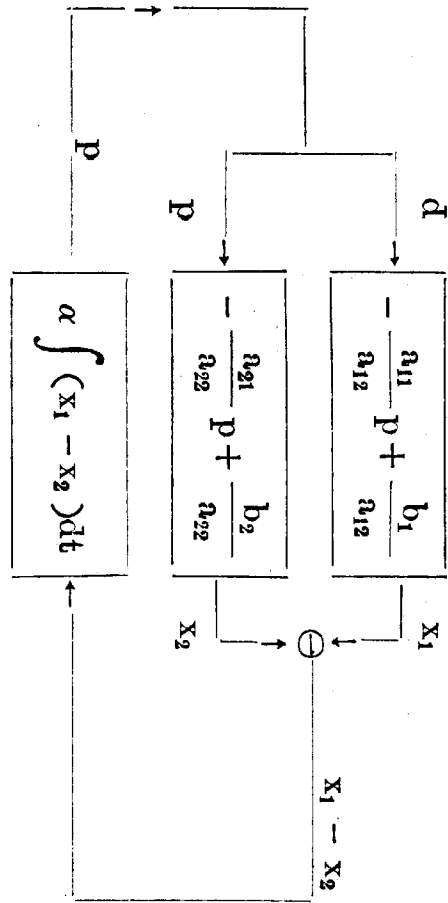 p
− a₁₁/a₁₂ p + b₁/a₁₂
x₁
⊖
x₁ − x₂
p
− a₂₁/a₂₂ p + b₂/a₂₂
x₂
p
α ∫ (x₁ − x₂)dt